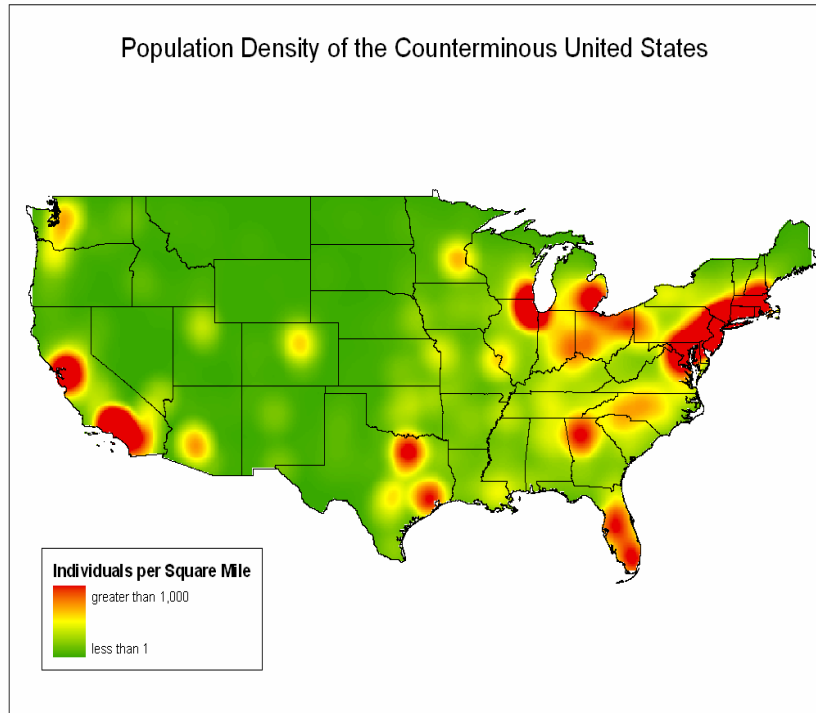 Population Density of the Counterminous United States
Individuals per Square Mile
greater than 1,000
less than 1